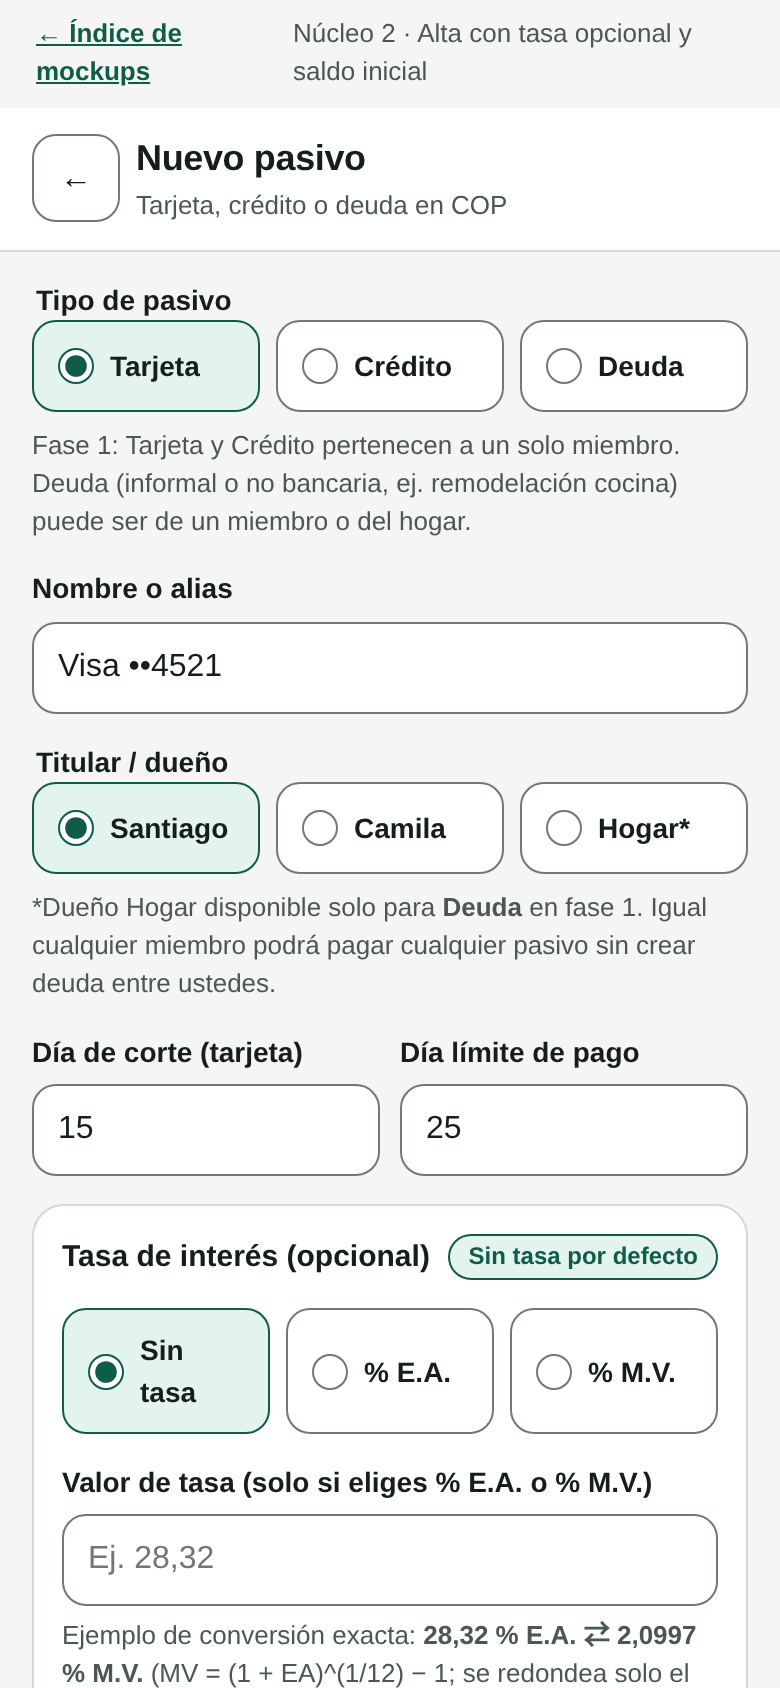 ← Índice de
mockups
Núcleo 2 · Alta con tasa opcional y
saldo inicial
←
Nuevo pasivo
Tarjeta, crédito o deuda en COP
Tipo de pasivo
Tarjeta
Crédito
Deuda
Fase 1: Tarjeta y Crédito pertenecen a un solo miembro.
Deuda (informal o no bancaria, ej. remodelación cocina)
puede ser de un miembro o del hogar.
Nombre o alias
Visa ••4521
Titular / dueño
Santiago
Camila
Hogar*
*Dueño Hogar disponible solo para Deuda en fase 1. Igual
cualquier miembro podrá pagar cualquier pasivo sin crear
deuda entre ustedes.
Día de corte (tarjeta)
Día límite de pago
15
25
Tasa de interés (opcional)
Sin tasa por defecto
Sin
tasa
% E.A.
% M.V.
Valor de tasa (solo si eliges % E.A. o % M.V.)
Ej. 28,32
Ejemplo de conversión exacta: 28,32 % E.A. ⇄ 2,0997
% M.V. (MV = (1 + EA)^(1/12) − 1; se redondea solo el